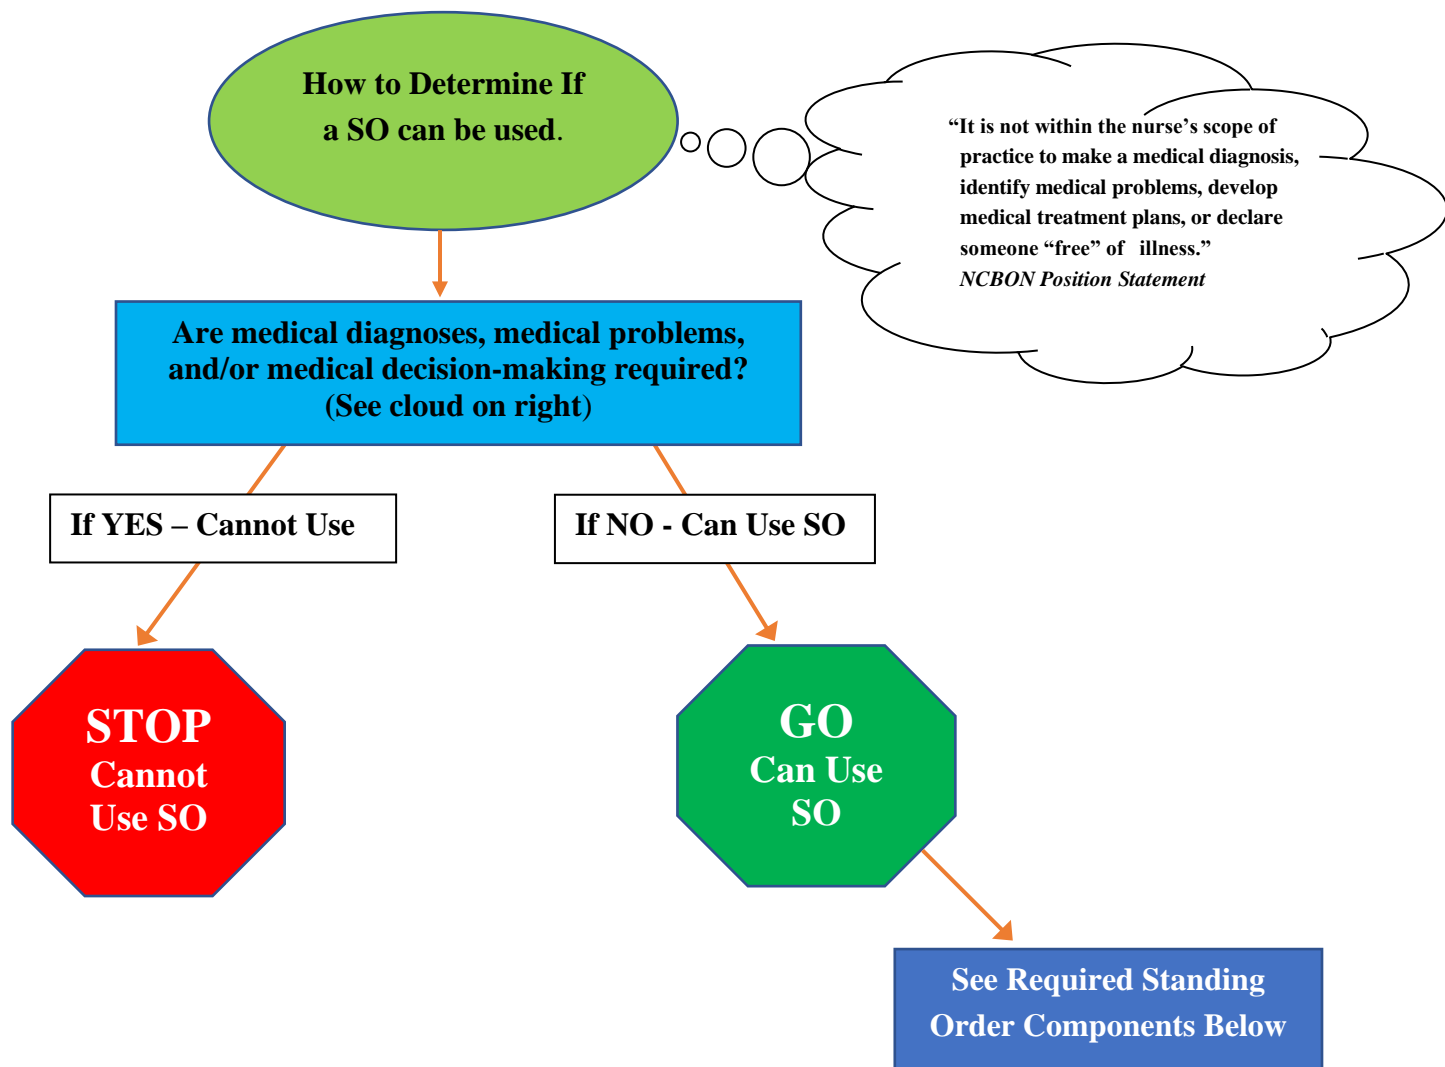 How to Determine If
a SO can be used.
“It is not within the nurse’s scope of
practice to make a medical diagnosis,
identify medical problems, develop
medical treatment plans, or declare
someone “free” of illness.”
NCBON Position Statement
Are medical diagnoses, medical problems,
and/or medical decision-making required?
(See cloud on right)
If YES – Cannot Use
If NO - Can Use SO
STOP
Cannot
Use SO
GO
Can Use
SO
See Required Standing
Order Components Below